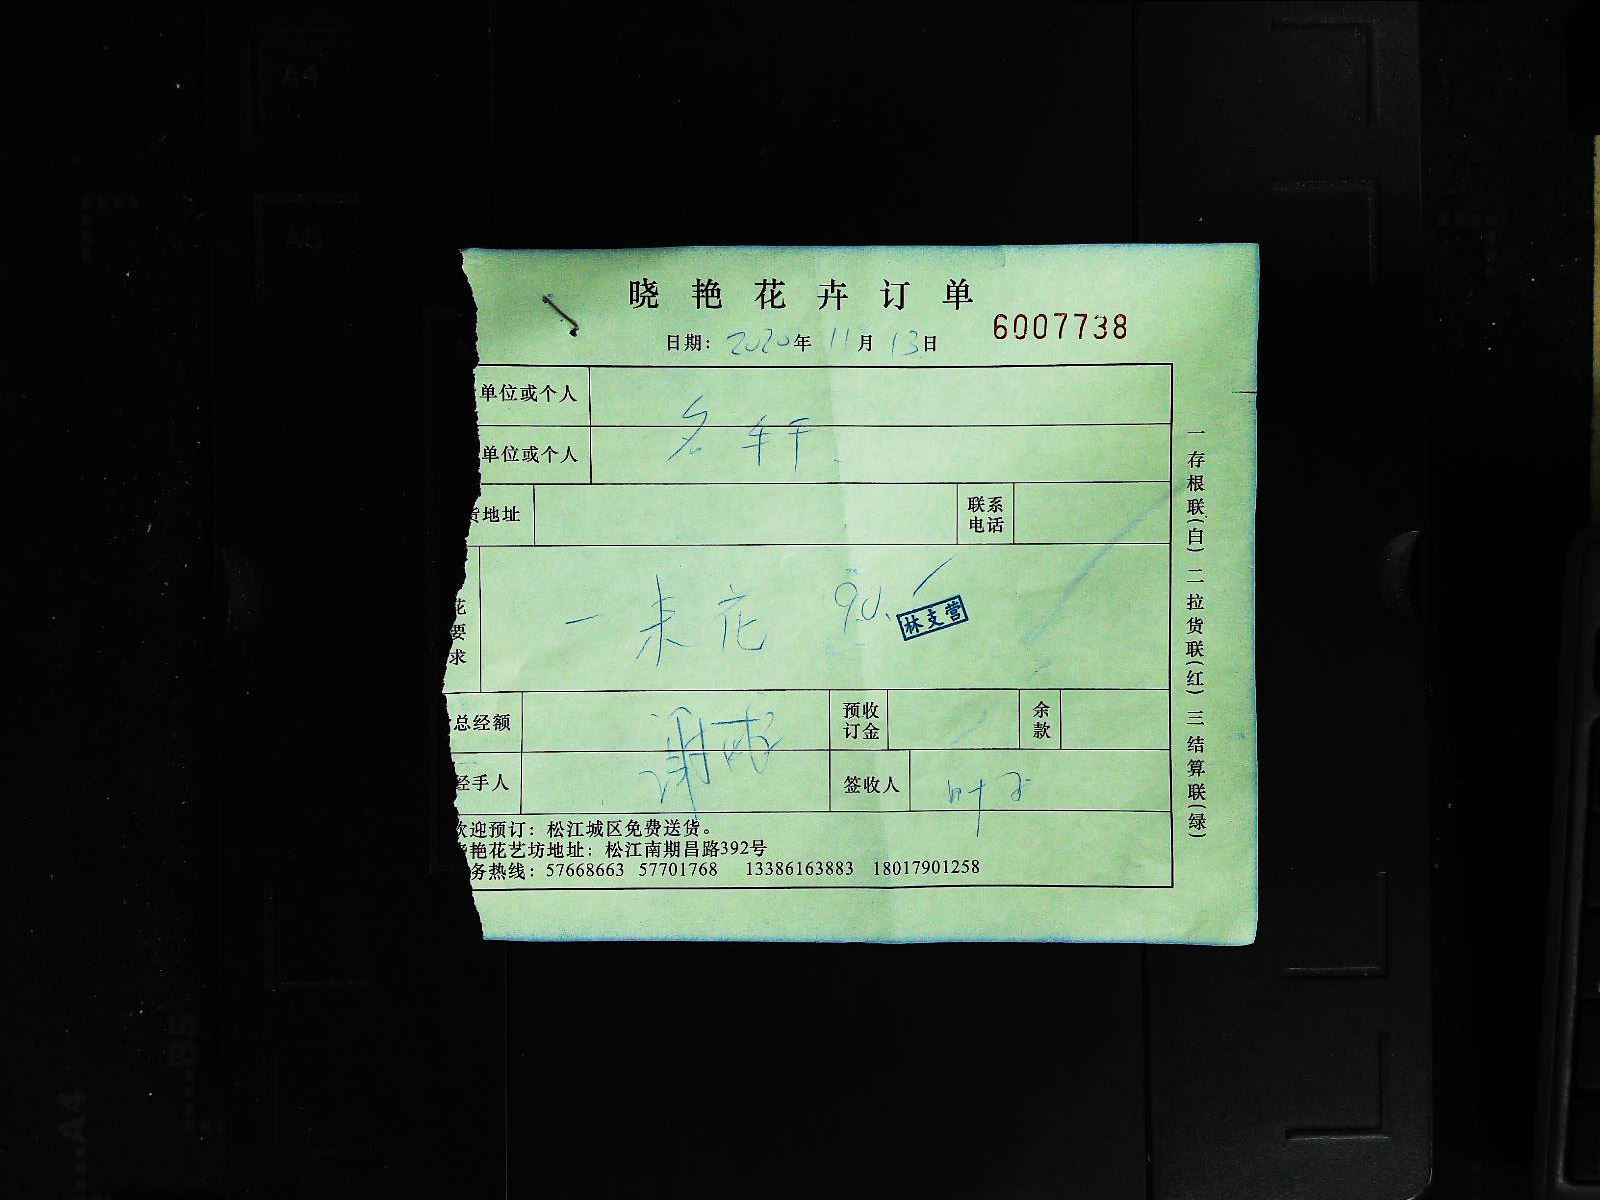 晓艳花卉订单
6007738
日期：2020年11月13日
单位或个人
单位或个人
名轩
货地址
联系电话
花要求
一束花 90.
林支营
总经额
预收订金
余款
经手人
谢
签收人
叶
欢迎预订：松江城区免费送货。
艳花艺坊地址：松江南期昌路392号
务热线：57668663 57701768 13386163883 18017901258
一存根联（白）二拉货联（红）三结算联（绿）
A4
A5
B5
A4